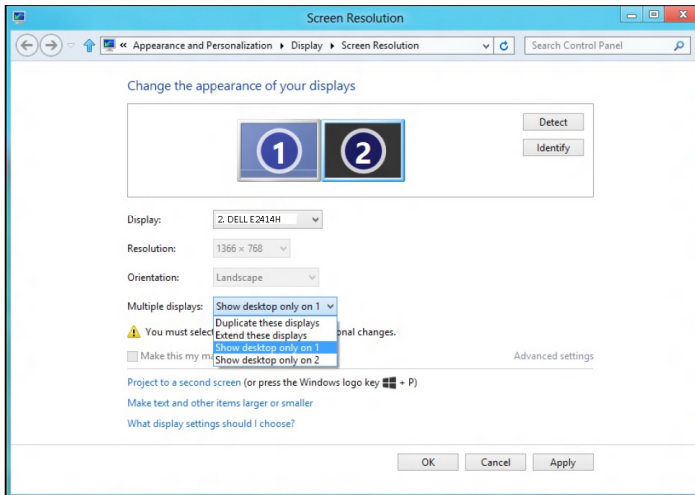 Screen Resolution
« Appearance and Personalization Display Screen Resolution
Search Control Panel
Change the appearance of your displays
1 2
Detect
Identify
Display: 2. DELL E2414H
Resolution: 1366 × 768
Orientation: Landscape
Multiple displays: Show desktop only on 1
Duplicate these displays
You must selec onal changes.
Extend these displays
Show desktop only on 1
Make this my m Advanced settings
Show desktop only on 2
Project to a second screen (or press the Windows logo key + P)
Make text and other items larger or smaller
What display settings should I choose?
OK Cancel Apply